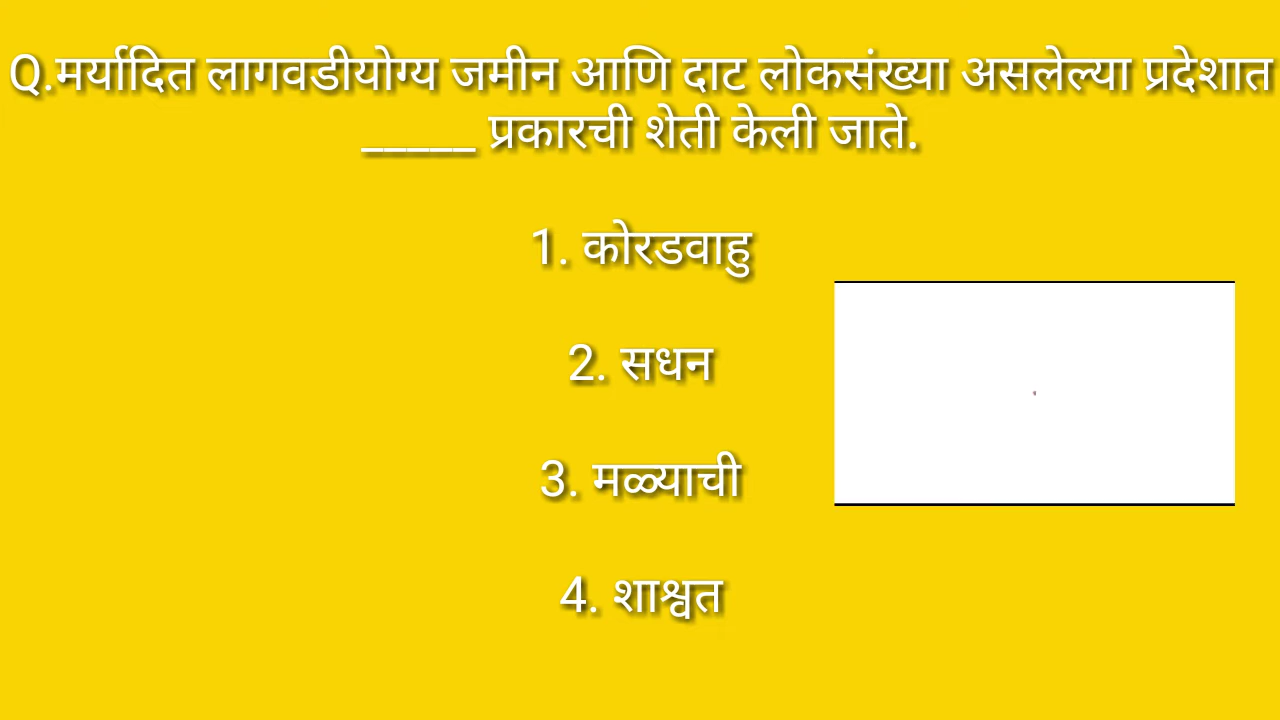 Q.मर्यादित लागवडीयोग्य जमीन आणि दाट लोकसंख्या असलेल्या प्रदेशात
_____ प्रकारची शेती केली जाते.
1. कोरडवाहु
2. सधन
3. मळ्याची
4. शाश्वत